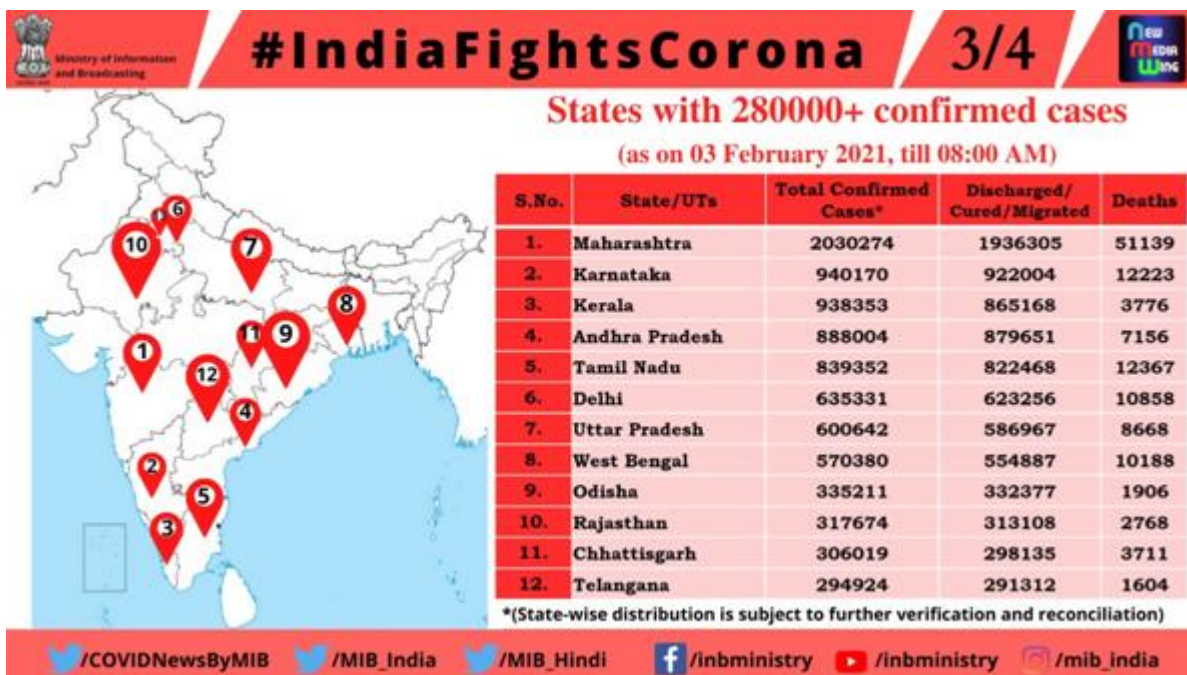 Ministry of Information
and Broadcasting
#IndiaFightsCorona
3/4
New
Media
Wing
States with 280000+ confirmed cases
(as on 03 February 2021, till 08:00 AM)
S.No. State/UTs Total Confirmed Cases* Discharged/ Cured/Migrated Deaths
1. Maharashtra 2030274 1936305 51139
2. Karnataka 940170 922004 12223
3. Kerala 938353 865168 3776
4. Andhra Pradesh 888004 879651 7156
5. Tamil Nadu 839352 822468 12367
6. Delhi 635331 623256 10858
7. Uttar Pradesh 600642 586967 8668
8. West Bengal 570380 554887 10188
9. Odisha 335211 332377 1906
10. Rajasthan 317674 313108 2768
11. Chhattisgarh 306019 298135 3711
12. Telangana 294924 291312 1604
*(State-wise distribution is subject to further verification and reconciliation)
6
10
7
8
11
9
1
12
4
2
5
3
/COVIDNewsByMIB /MIB_India /MIB_Hindi /inbministry /inbministry /mib_india